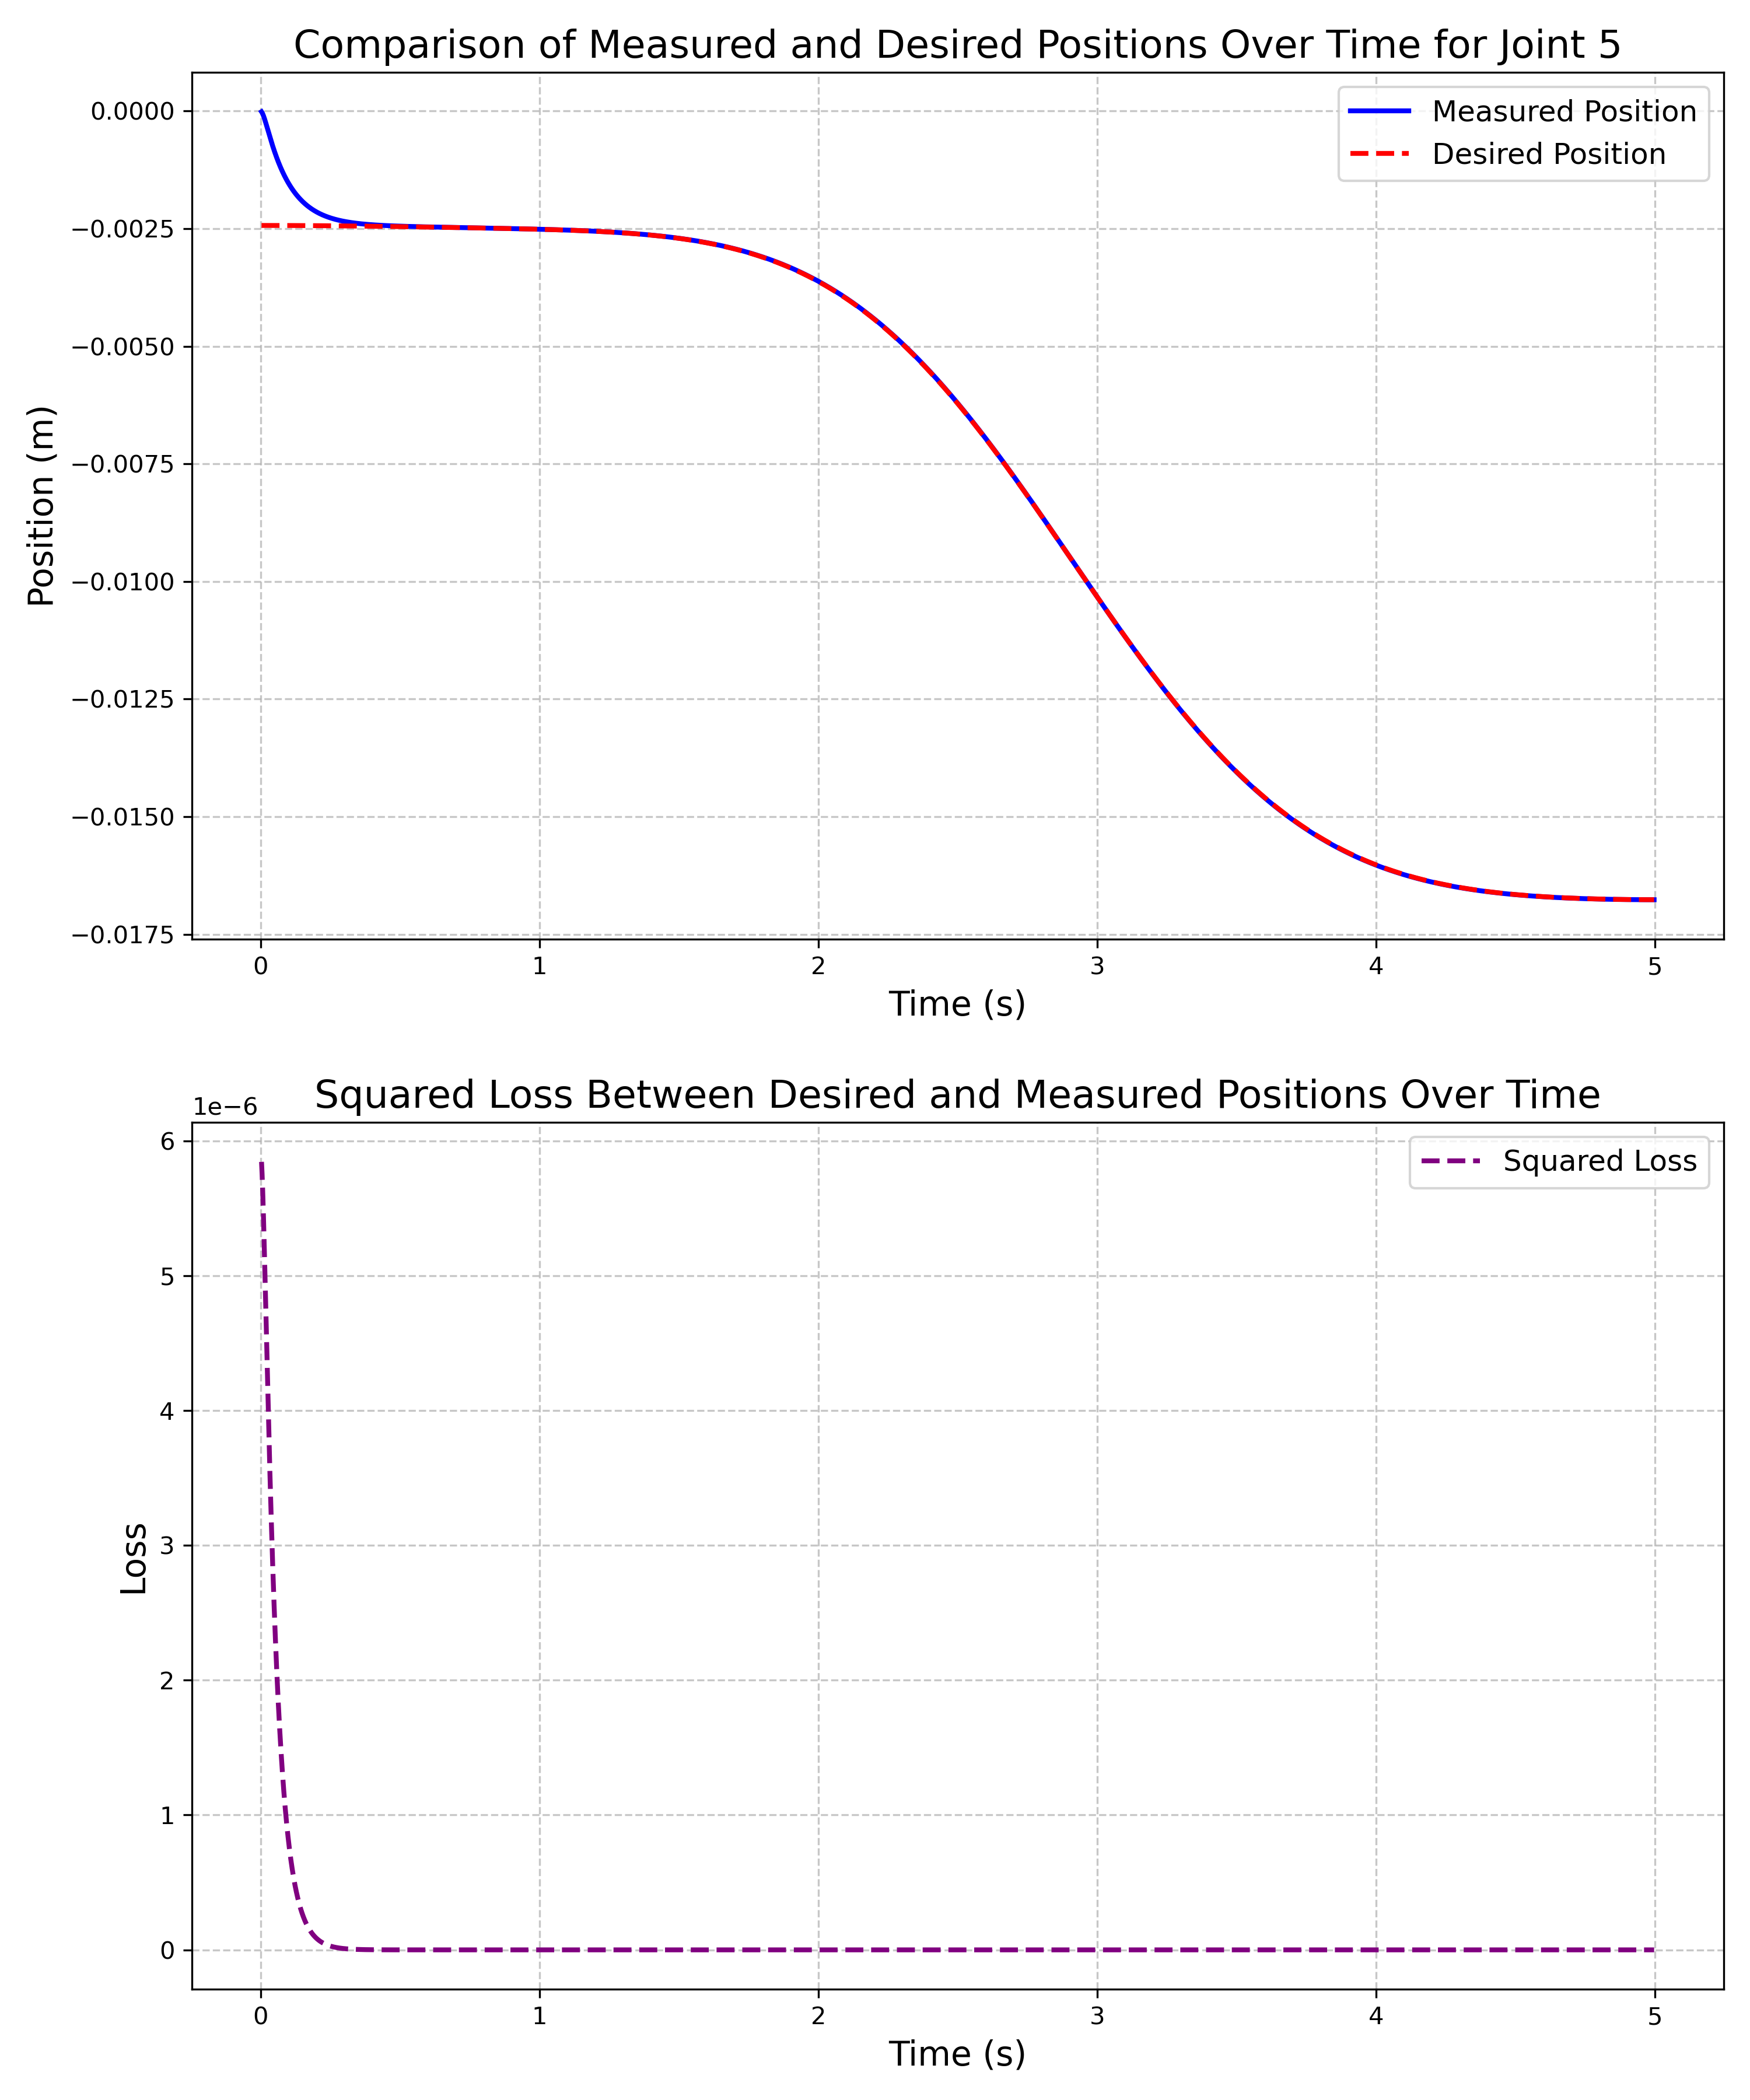 Comparison of Measured and Desired Positions Over Time for Joint 5
Measured Position
Desired Position
0.0000
−0.0025
−0.0050
−0.0075
−0.0100
−0.0125
−0.0150
−0.0175
Position (m)
0 1 2 3 4 5
Time (s)
Squared Loss Between Desired and Measured Positions Over Time
1e−6
Squared Loss
6
5
4
3
2
1
0
Loss
0 1 2 3 4 5
Time (s)